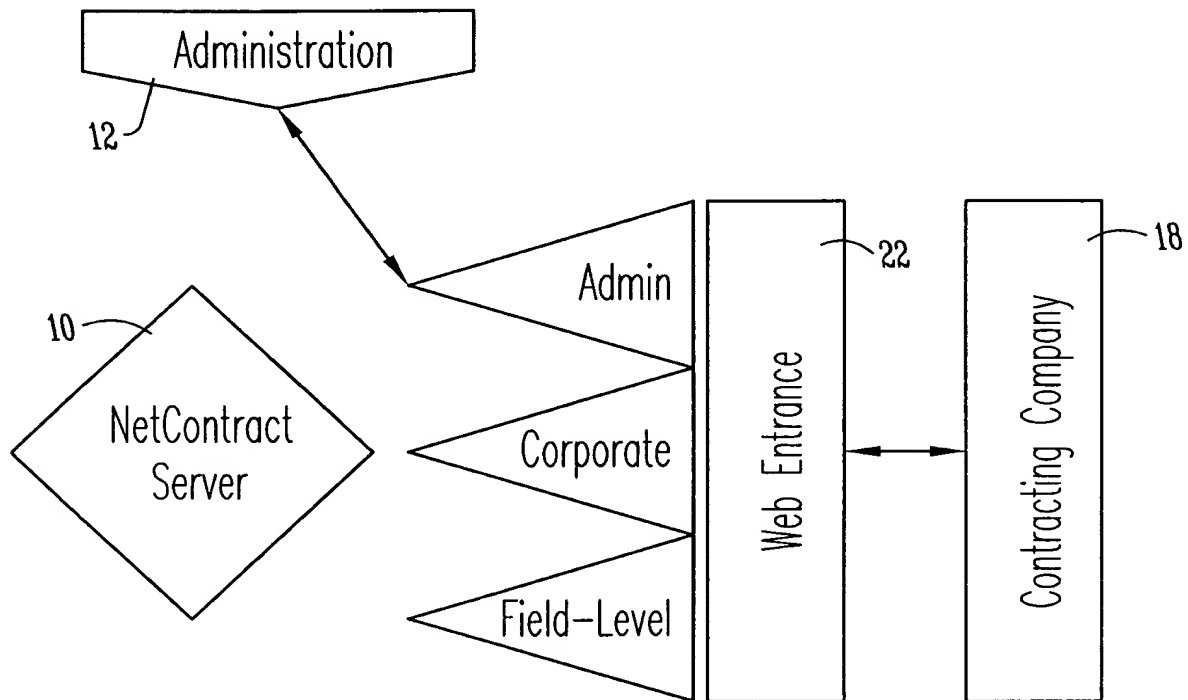 Administration
12
22
18
Admin
10
NetContract
Server
Corporate
Web Entrance
Contracting Company
Field-Level